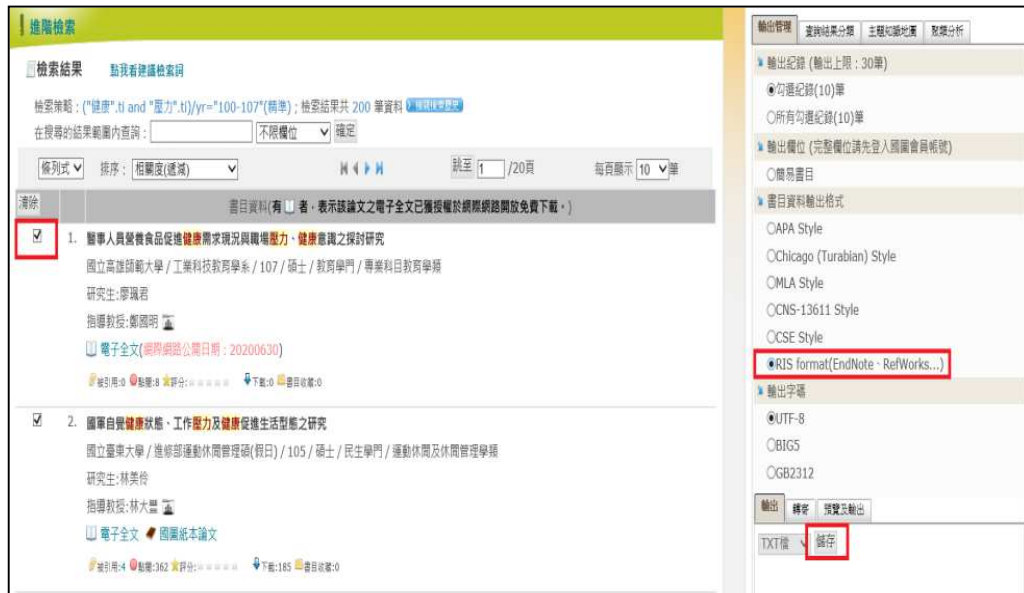 進階檢索
檢索結果 點我看建議檢索詞
檢索策略 : ("健康".ti and "壓力".ti)/yr="100-107"(精準) ; 檢索結果共 200 筆資料 檢視檢索歷史
在搜尋的結果範圍內查詢 : 不限欄位 確定
條列式 排序 : 相關度(遞減) 跳至 1 /20頁 每頁顯示 10 筆
清除 書目資料(有 者，表示該論文之電子全文已獲授權於網際網路開放免費下載。)
1. 醫事人員營養食品促進健康需求現況與職場壓力、健康意識之探討研究
國立高雄師範大學 / 工業科技教育學系 / 107 / 碩士 / 教育學門 / 專業科目教育學類
研究生:廖珮君
指導教授:鄭國明
電子全文(網際網路公開日期 : 20200630)
被引用:0 點閱:8 評分: 下載:0 書目收藏:0
2. 國軍自覺健康狀態、工作壓力及健康促進生活型態之研究
國立臺東大學 / 進修部運動休閒管理碩(假日) / 105 / 碩士 / 民生學門 / 運動休閒及休閒管理學類
研究生:林美伶
指導教授:林大豐
電子全文 國圖紙本論文
被引用:4 點閱:362 評分: 下載:185 書目收藏:0
輸出管理 查詢結果分類 主題知識地圖 聚類分析
輸出紀錄 (輸出上限 : 30筆)
勾選紀錄(10)筆
所有勾選紀錄(10)筆
輸出欄位 (完整欄位請先登入國圖會員帳號)
簡易書目
書目資料輸出格式
APA Style
Chicago (Turabian) Style
MLA Style
CNS-13611 Style
CSE Style
RIS format(EndNote、RefWorks...)
輸出字碼
UTF-8
BIG5
GB2312
輸出 轉寄 預覽及輸出
TXT檔 儲存